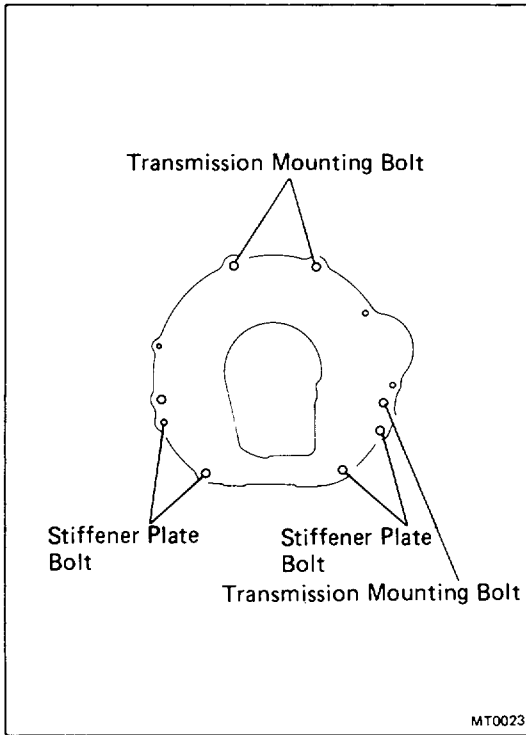 Transmission Mounting Bolt
Stiffener Plate
Bolt
Stiffener Plate
Bolt
Transmission Mounting Bolt
MT0023